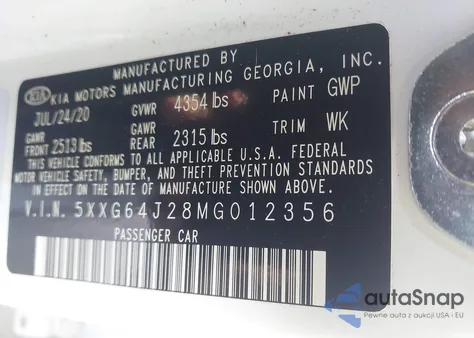 MANUFACTURED BY
KIA KIA MOTORS MANUFACTURING GEORGIA, INC.
JUL/24/20 GVWR 4354 lbs PAINT GWP
GAWR FRONT 2513 lbs GAWR REAR 2315 lbs TRIM WK
THIS VEHICLE CONFORMS TO ALL APPLICABLE U.S.A. FEDERAL
MOTOR VEHICLE SAFETY, BUMPER, AND THEFT PREVENTION STANDARDS
IN EFFECT ON THE DATE OF MANUFACTURE SHOWN ABOVE.
V.I.N. 5XXG64J28MG012356
PASSENGER CAR
autoSnap
Pewne auta z aukcji USA i EU